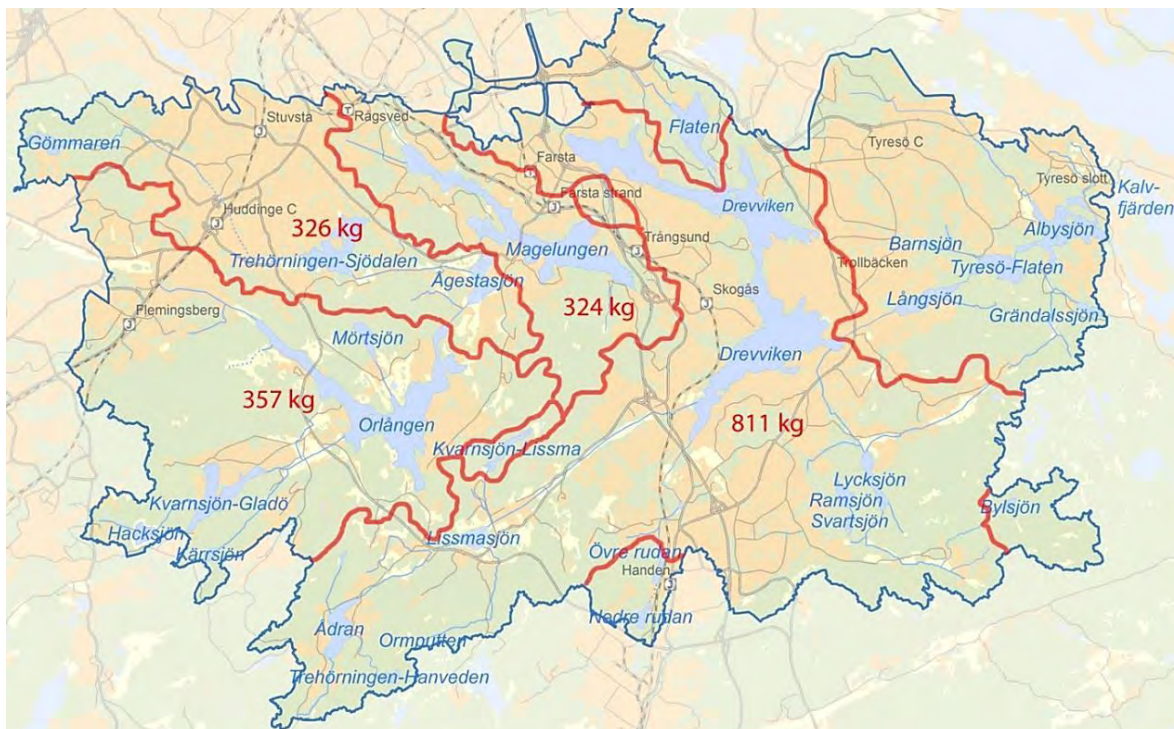 Gömmaren
Stuvsta
T
Rågsved
J
Flaten
Tyresö C
Farsta
T
Tyresö slott
Kalv-
fjärden
Farsta strand
J
Drevviken
Huddinge C
J
326 kg
Albysjön
Magelungen
Trångsund
J
Barnsjön
Trehörningen-Sjödalen
Trollbäcken
Tyresö-Flaten
Ågestasjön
Skogås
J
Långsjön
324 kg
Grändalssjön
Flemingsberg
J
Mörtsjön
Drevviken
357 kg
811 kg
Orlången
Kvarnsjön-Lissma
Lycksjön
Kvarnsjön-Gladö
Ramsjön
Bylsjön
Svartsjön
Hacksjön
Lissmasjön
Kärrsjön
Övre rudan
Handen
J
Nedre rudan
Ådran
Ormputten
Trehörningen-Hanveden